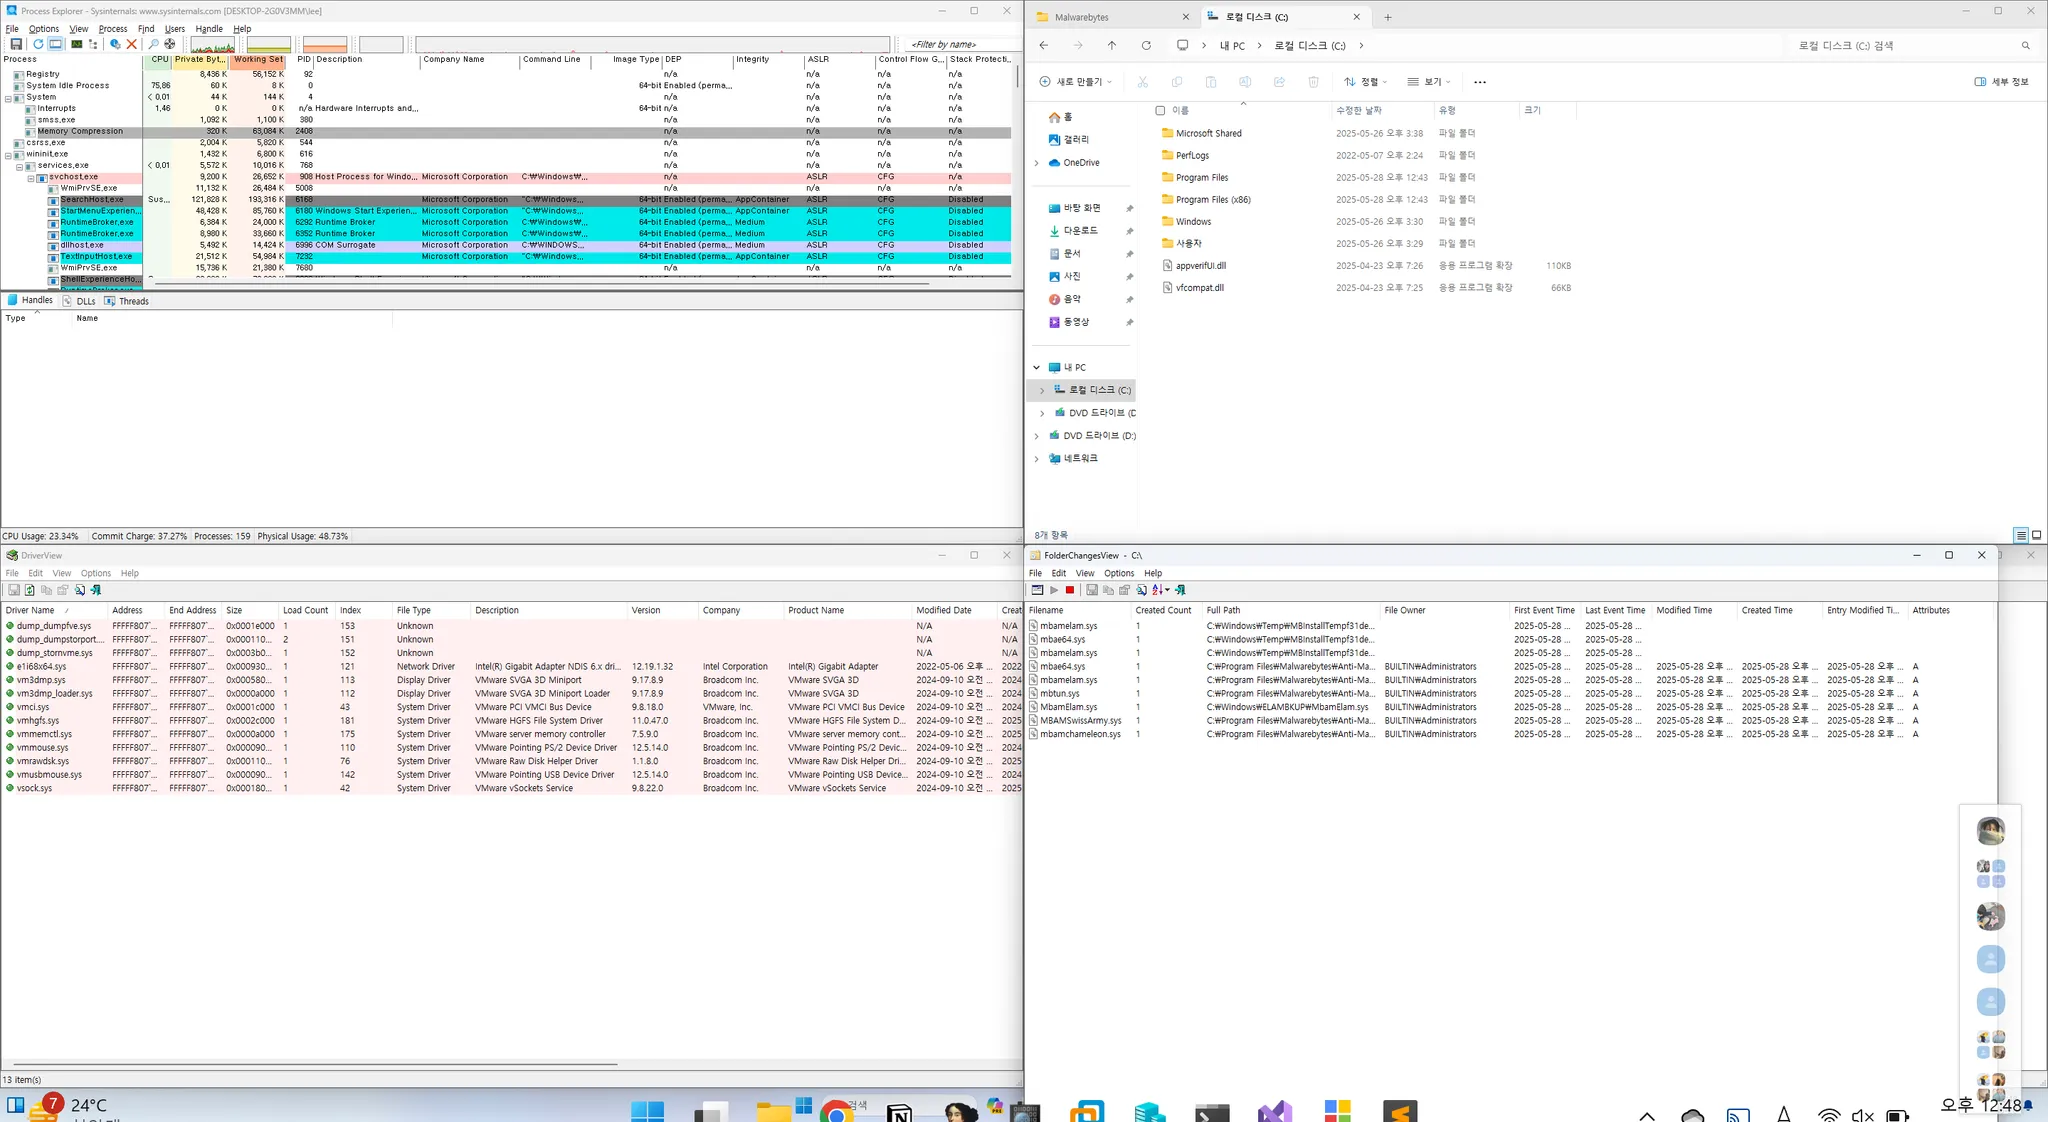 Process Explorer - Sysinternals: www.sysinternals.com [DESKTOP-2G0V3MM\lee]
File Options View Process Find Users Handle Help
<Filter by name>
Process CPU Private Byt... Working Set PID Description Company Name Command Line Image Type DEP Integrity ASLR Control Flow G... Stack Protecti...
Registry 8,436 K 56,152 K 92 n/a n/a n/a n/a
System Idle Process 75,86 60 K 8 K 0 64-bit Enabled (perma,,, n/a n/a n/a n/a
System < 0,01 44 K 144 K 4 n/a n/a n/a n/a
Interrupts 1,46 0 K 0 K n/a Hardware Interrupts and,,, 64-bit n/a n/a n/a n/a
smss,exe 1,092 K 1,100 K 380 n/a n/a n/a n/a
Memory Compression 320 K 63,084 K 2408 n/a n/a n/a n/a
csrss,exe 2,004 K 5,820 K 544 n/a n/a n/a n/a
wininit,exe 1,432 K 6,800 K 616 n/a n/a n/a n/a
services,exe < 0,01 5,572 K 10,016 K 768 n/a n/a n/a n/a
svchost,exe 9,200 K 26,652 K 908 Host Process for Windo,,, Microsoft Corporation C:₩Windows₩,,, n/a n/a ASLR CFG n/a
WmiPrvSE,exe 11,132 K 26,484 K 5008 n/a n/a n/a n/a
SearchHost,exe Sus,,, 121,828 K 193,316 K 6168 Microsoft Corporation "C:₩Windows,,, 64-bit Enabled (perma,,, AppContainer ASLR CFG Disabled
StartMenuExperien,,, 48,428 K 85,760 K 6180 Windows Start Experien,,, Microsoft Corporation "C:₩Windows,,, 64-bit Enabled (perma,,, AppContainer ASLR CFG Disabled
RuntimeBroker,exe 6,384 K 24,000 K 6292 Runtime Broker Microsoft Corporation C:₩Windows₩,,, 64-bit Enabled (perma,,, Medium ASLR CFG Disabled
RuntimeBroker,exe 8,980 K 33,660 K 6352 Runtime Broker Microsoft Corporation C:₩Windows₩,,, 64-bit Enabled (perma,,, Medium ASLR CFG Disabled
dllhost,exe 5,492 K 14,424 K 6996 COM Surrogate Microsoft Corporation C:₩WINDOWS,,, 64-bit Enabled (perma,,, Medium ASLR CFG Disabled
TextInputHost,exe 21,512 K 54,984 K 7232 Microsoft Corporation "C:₩Windows,,, 64-bit Enabled (perma,,, AppContainer ASLR CFG Disabled
WmiPrvSE,exe 15,736 K 21,380 K 7680 n/a n/a n/a n/a
ShellExperienceHo,,,
Handles DLLs Threads
Type Name
CPU Usage: 23.34% Commit Charge: 37.27% Processes: 159 Physical Usage: 48.73%
Malwarebytes
로컬 디스크 (C:)
내 PC 로컬 디스크 (C:)
로컬 디스크 (C:) 검색
새로 만들기 정렬 보기 세부 정보
홈
갤러리
OneDrive
바탕 화면
다운로드
문서
사진
음악
동영상
내 PC
로컬 디스크 (C:)
DVD 드라이브 (D
DVD 드라이브 (D:)
네트워크
이름 수정한 날짜 유형 크기
Microsoft Shared 2025-05-26 오후 3:38 파일 폴더
PerfLogs 2022-05-07 오후 2:24 파일 폴더
Program Files 2025-05-28 오후 12:43 파일 폴더
Program Files (x86) 2025-05-28 오후 12:43 파일 폴더
Windows 2025-05-26 오후 3:30 파일 폴더
사용자 2025-05-26 오후 3:29 파일 폴더
appverifUI.dll 2025-04-23 오후 7:26 응용 프로그램 확장 110KB
vfcompat.dll 2025-04-23 오후 7:25 응용 프로그램 확장 66KB
8개 항목
DriverView
File Edit View Options Help
Driver Name Address End Address Size Load Count Index File Type Description Version Company Product Name Modified Date Creat
dump_dumpfve.sys FFFFF807`... FFFFF807`... 0x0001e000 1 153 Unknown N/A N/A
dump_dumpstorport.... FFFFF807`... FFFFF807`... 0x000110... 2 151 Unknown N/A N/A
dump_stornvme.sys FFFFF807`... FFFFF807`... 0x0003b0... 1 152 Unknown N/A N/A
e1i68x64.sys FFFFF807`... FFFFF807`... 0x000930... 1 121 Network Driver Intel(R) Gigabit Adapter NDIS 6.x dri... 12.19.1.32 Intel Corporation Intel(R) Gigabit Adapter 2022-05-06 오후 ... 2022
vm3dmp.sys FFFFF807`... FFFFF807`... 0x000580... 1 113 Display Driver VMware SVGA 3D Miniport 9.17.8.9 Broadcom Inc. VMware SVGA 3D 2024-09-10 오전 ... 2025
vm3dmp_loader.sys FFFFF807`... FFFFF807`... 0x0000a000 1 112 Display Driver VMware SVGA 3D Miniport Loader 9.17.8.9 Broadcom Inc. VMware SVGA 3D 2024-09-10 오전 ... 2025
vmci.sys FFFFF807`... FFFFF807`... 0x0001c000 1 43 System Driver VMware PCI VMCI Bus Device 9.8.18.0 VMware, Inc. VMware PCI VMCI Bus Device 2024-09-10 오전 ... 2024
vmhgfs.sys FFFFF807`... FFFFF807`... 0x0002c000 1 181 System Driver VMware HGFS File System Driver 11.0.47.0 Broadcom Inc. VMware HGFS File System D... 2024-09-10 오전 ... 2025
vmmemctl.sys FFFFF807`... FFFFF807`... 0x0000a000 1 175 System Driver VMware server memory controller 7.5.9.0 Broadcom Inc. VMware server memory cont... 2024-09-10 오전 ... 2025
vmmouse.sys FFFFF807`... FFFFF807`... 0x000090... 1 110 System Driver VMware Pointing PS/2 Device Driver 12.5.14.0 Broadcom Inc. VMware Pointing PS/2 Devic... 2024-09-10 오전 ... 2024
vmrawdsk.sys FFFFF807`... FFFFF807`... 0x000110... 1 76 System Driver VMware Raw Disk Helper Driver 1.1.8.0 Broadcom Inc. VMware Raw Disk Helper Dri... 2024-09-10 오전 ... 2025
vmusbmouse.sys FFFFF807`... FFFFF807`... 0x000090... 1 142 System Driver VMware Pointing USB Device Driver 12.5.14.0 Broadcom Inc. VMware Pointing USB Device... 2024-09-10 오전 ... 2024
vsock.sys FFFFF807`... FFFFF807`... 0x000180... 1 42 System Driver VMware vSockets Service 9.8.22.0 Broadcom Inc. VMware vSockets Service 2024-09-10 오전 ... 2025
13 item(s)
FolderChangesView - C:\
File Edit View Options Help
Filename Created Count Full Path File Owner First Event Time Last Event Time Modified Time Created Time Entry Modified Ti... Attributes
mbamelam.sys 1 C:₩Windows₩Temp₩MBInstallTempf31de... 2025-05-28 ... 2025-05-28 ...
mbae64.sys 1 C:₩Windows₩Temp₩MBInstallTempf31de... 2025-05-28 ... 2025-05-28 ...
mbamelam.sys 1 C:₩Windows₩Temp₩MBInstallTempf31de... 2025-05-28 ... 2025-05-28 ...
mbae64.sys 1 C:₩Program Files₩Malwarebytes₩Anti-Ma... BUILTIN₩Administrators 2025-05-28 ... 2025-05-28 ... 2025-05-28 오후 ... 2025-05-28 오후 ... 2025-05-28 오후 ... A
mbamelam.sys 1 C:₩Program Files₩Malwarebytes₩Anti-Ma... BUILTIN₩Administrators 2025-05-28 ... 2025-05-28 ... 2025-05-28 오후 ... 2025-05-28 오후 ... 2025-05-28 오후 ... A
mbtun.sys 1 C:₩Program Files₩Malwarebytes₩Anti-Ma... BUILTIN₩Administrators 2025-05-28 ... 2025-05-28 ... 2025-05-28 오후 ... 2025-05-28 오후 ... 2025-05-28 오후 ... A
MbamElam.sys 1 C:₩Windows₩ELAMBKUP₩MbamElam.sys BUILTIN₩Administrators 2025-05-28 ... 2025-05-28 ... 2025-05-28 오후 ... 2025-05-28 오후 ... 2025-05-28 오후 ... A
MBAMSwissArmy.sys 1 C:₩Program Files₩Malwarebytes₩Anti-Ma... BUILTIN₩Administrators 2025-05-28 ... 2025-05-28 ... 2025-05-28 오후 ... 2025-05-28 오후 ... 2025-05-28 오후 ... A
mbamchameleon.sys 1 C:₩Program Files₩Malwarebytes₩Anti-Ma... BUILTIN₩Administrators 2025-05-28 ... 2025-05-28 ... 2025-05-28 오후 ... 2025-05-28 오후 ... 2025-05-28 오후 ... A
7 24°C 검색 오후 12:48